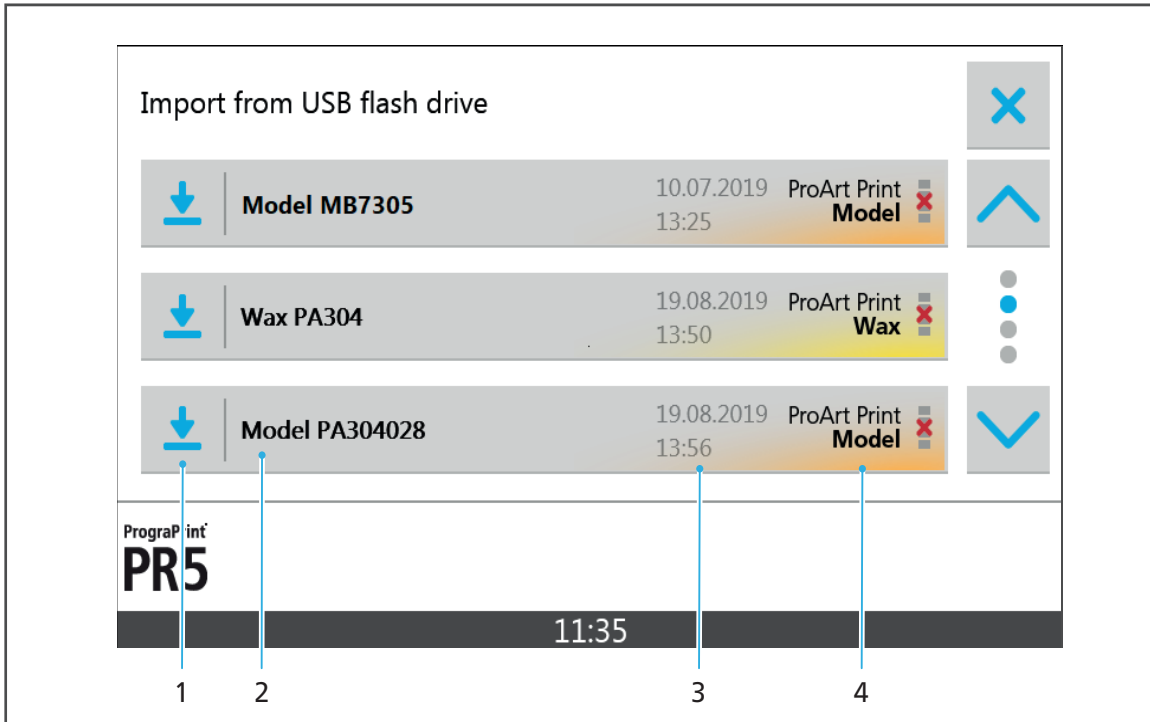 Import from USB flash drive
Model MB7305
10.07.2019
13:25
ProArt Print
Model
Wax PA304
19.08.2019
13:50
ProArt Print
Wax
Model PA304028
19.08.2019
13:56
ProArt Print
Model
PrograPrint
PR5
11:35
1 2 3 4